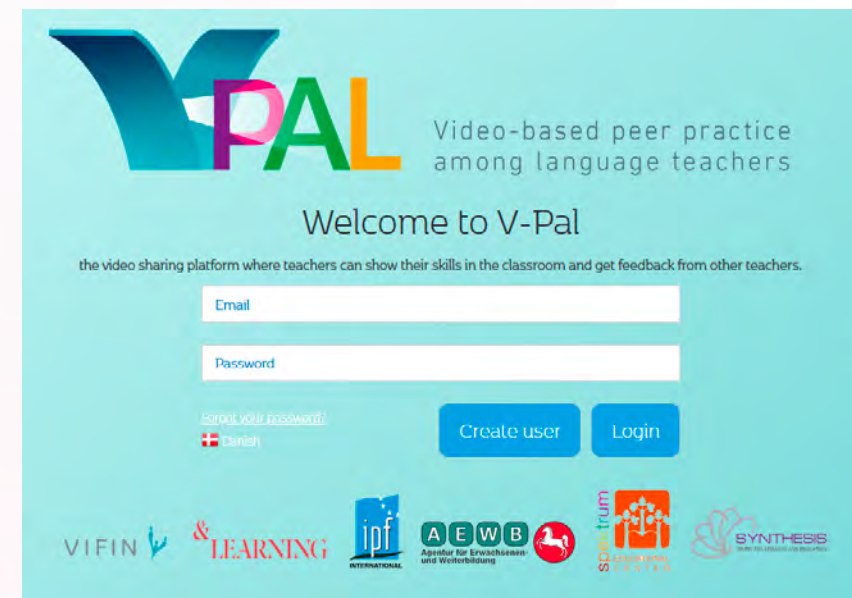 V-PAL
Video-based peer practice
among language teachers
Welcome to V-Pal
the video sharing platform where teachers can show their skills in the classroom and get feedback from other teachers.
Email
Password
Forgot your password?
Danish
Create user
Login
VIFIN
&LEARNING
ipf
INTERNATIONAL
AEWB
Agentur für Erwachsenen-
und Weiterbildung
spektrum
SYNTHESIS